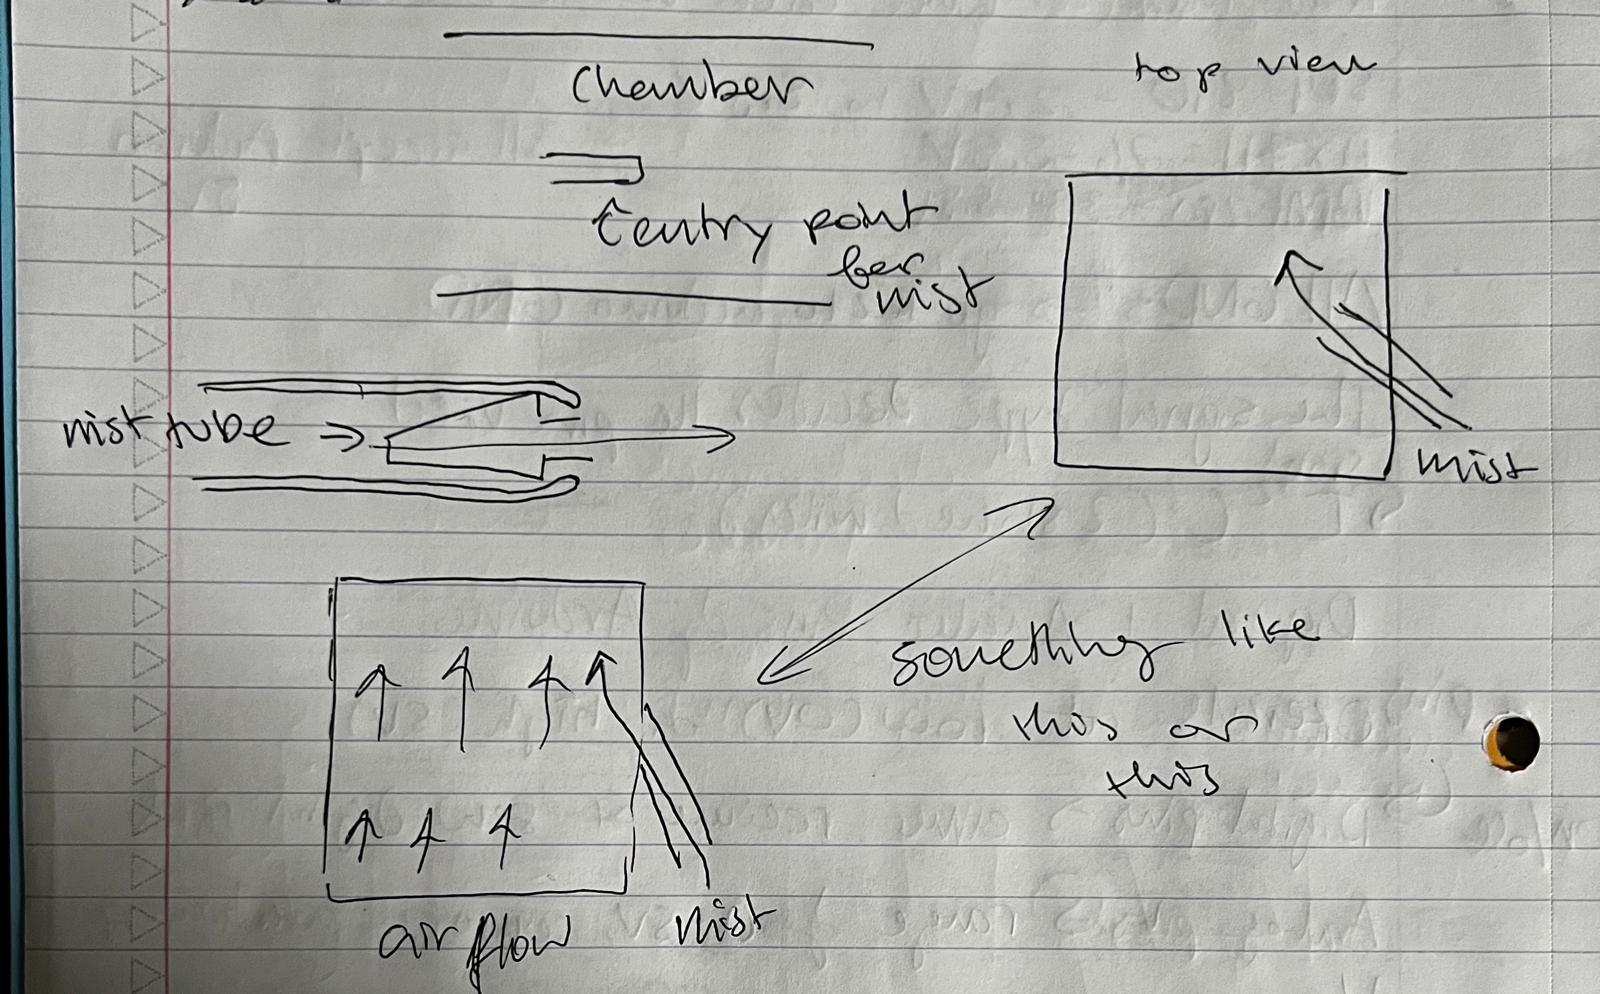 chamber
top view
entry point
for
mist
mist tube
mist
something like
this or
this
air flow
mist